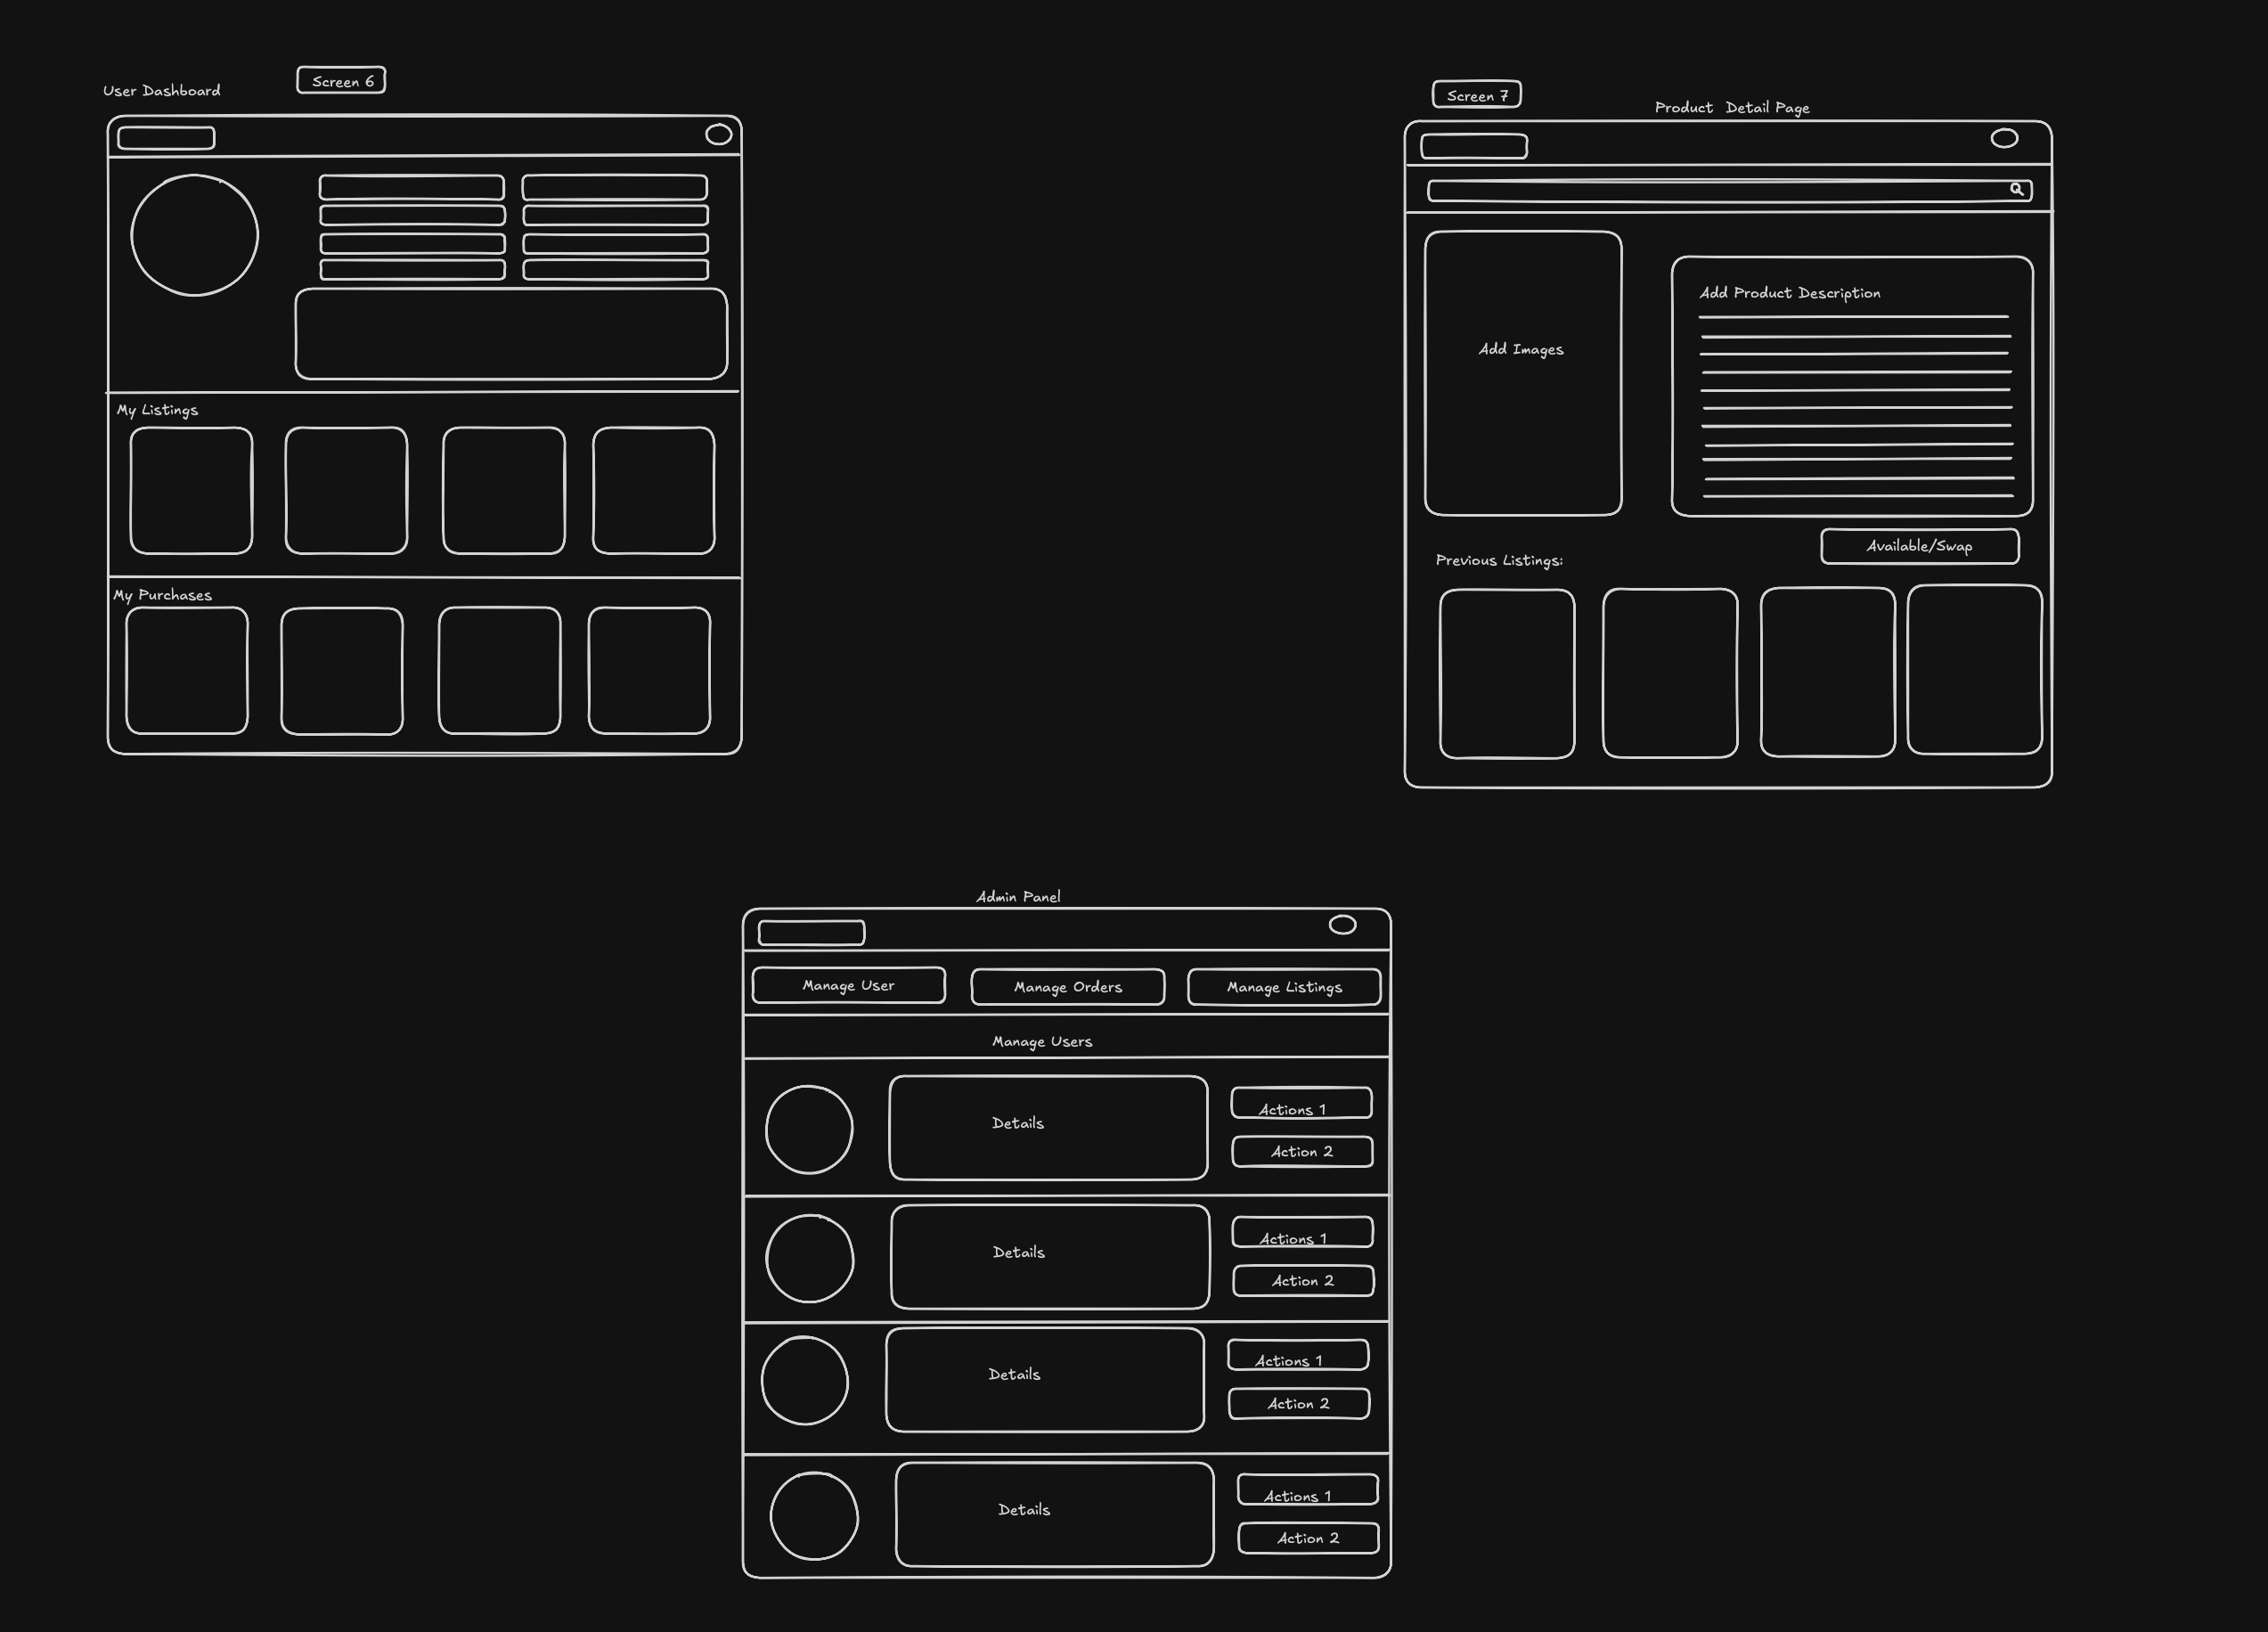 User Dashboard
Screen 6
My Listings
My Purchases
Screen 7
Product Detail Page
Add Images
Add Product Description
Available/Swap
Previous Listings:
Admin Panel
Manage User
Manage Orders
Manage Listings
Manage Users
Details
Actions 1
Action 2
Details
Actions 1
Action 2
Details
Actions 1
Action 2
Details
Actions 1
Action 2